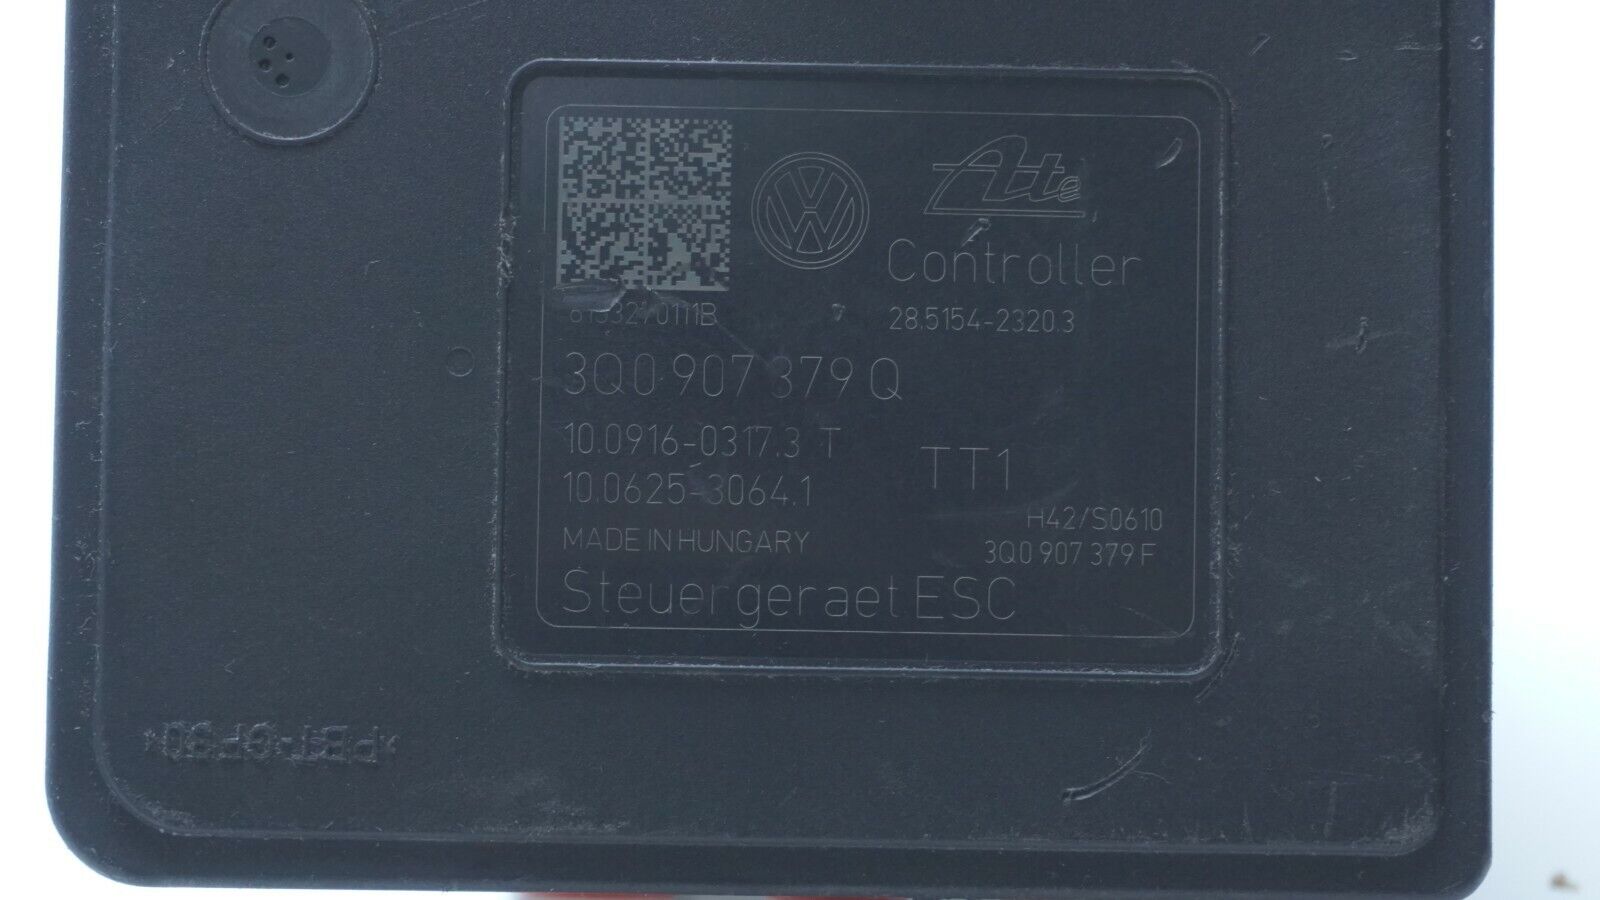 Ate
Controller
28.5154-2320.3
3Q0 907 379 Q
10.0916-0317.3 T
10.0625-3064.1
TT1
H42/S0610
MADE IN HUNGARY
3Q0 907 379 F
Steuergeraet ESC